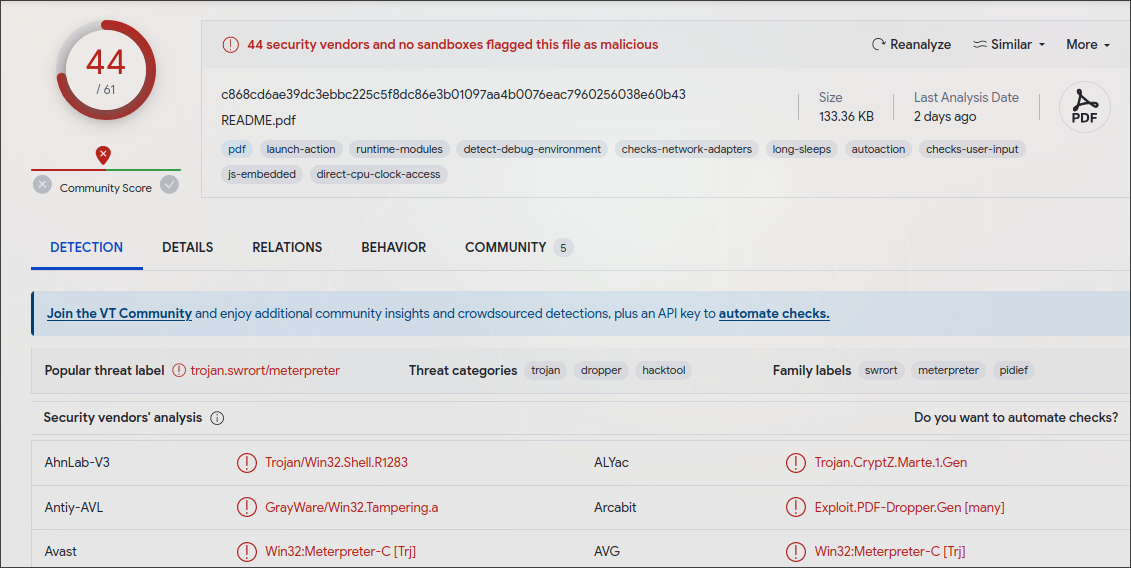 44
/ 61
Community Score
44 security vendors and no sandboxes flagged this file as malicious
Reanalyze Similar More
c868cd6ae39dc3ebbc225c5f8dc86e3b01097aa4b0076eac7960256038e60b43
README.pdf
Size
133.36 KB
Last Analysis Date
2 days ago
PDF
pdf launch-action runtime-modules detect-debug-environment checks-network-adapters long-sleeps autoaction checks-user-input
js-embedded direct-cpu-clock-access
DETECTION DETAILS RELATIONS BEHAVIOR COMMUNITY 5
Join the VT Community and enjoy additional community insights and crowdsourced detections, plus an API key to automate checks.
Popular threat label trojan.swrort/meterpreter Threat categories trojan dropper hacktool Family labels swrort meterpreter pidief
Security vendors' analysis Do you want to automate checks?
AhnLab-V3 Trojan/Win32.Shell.R1283 ALYac Trojan.CryptZ.Marte.1.Gen
Antiy-AVL GrayWare/Win32.Tampering.a Arcabit Exploit.PDF-Dropper.Gen [many]
Avast Win32:Meterpreter-C [Trj] AVG Win32:Meterpreter-C [Trj]